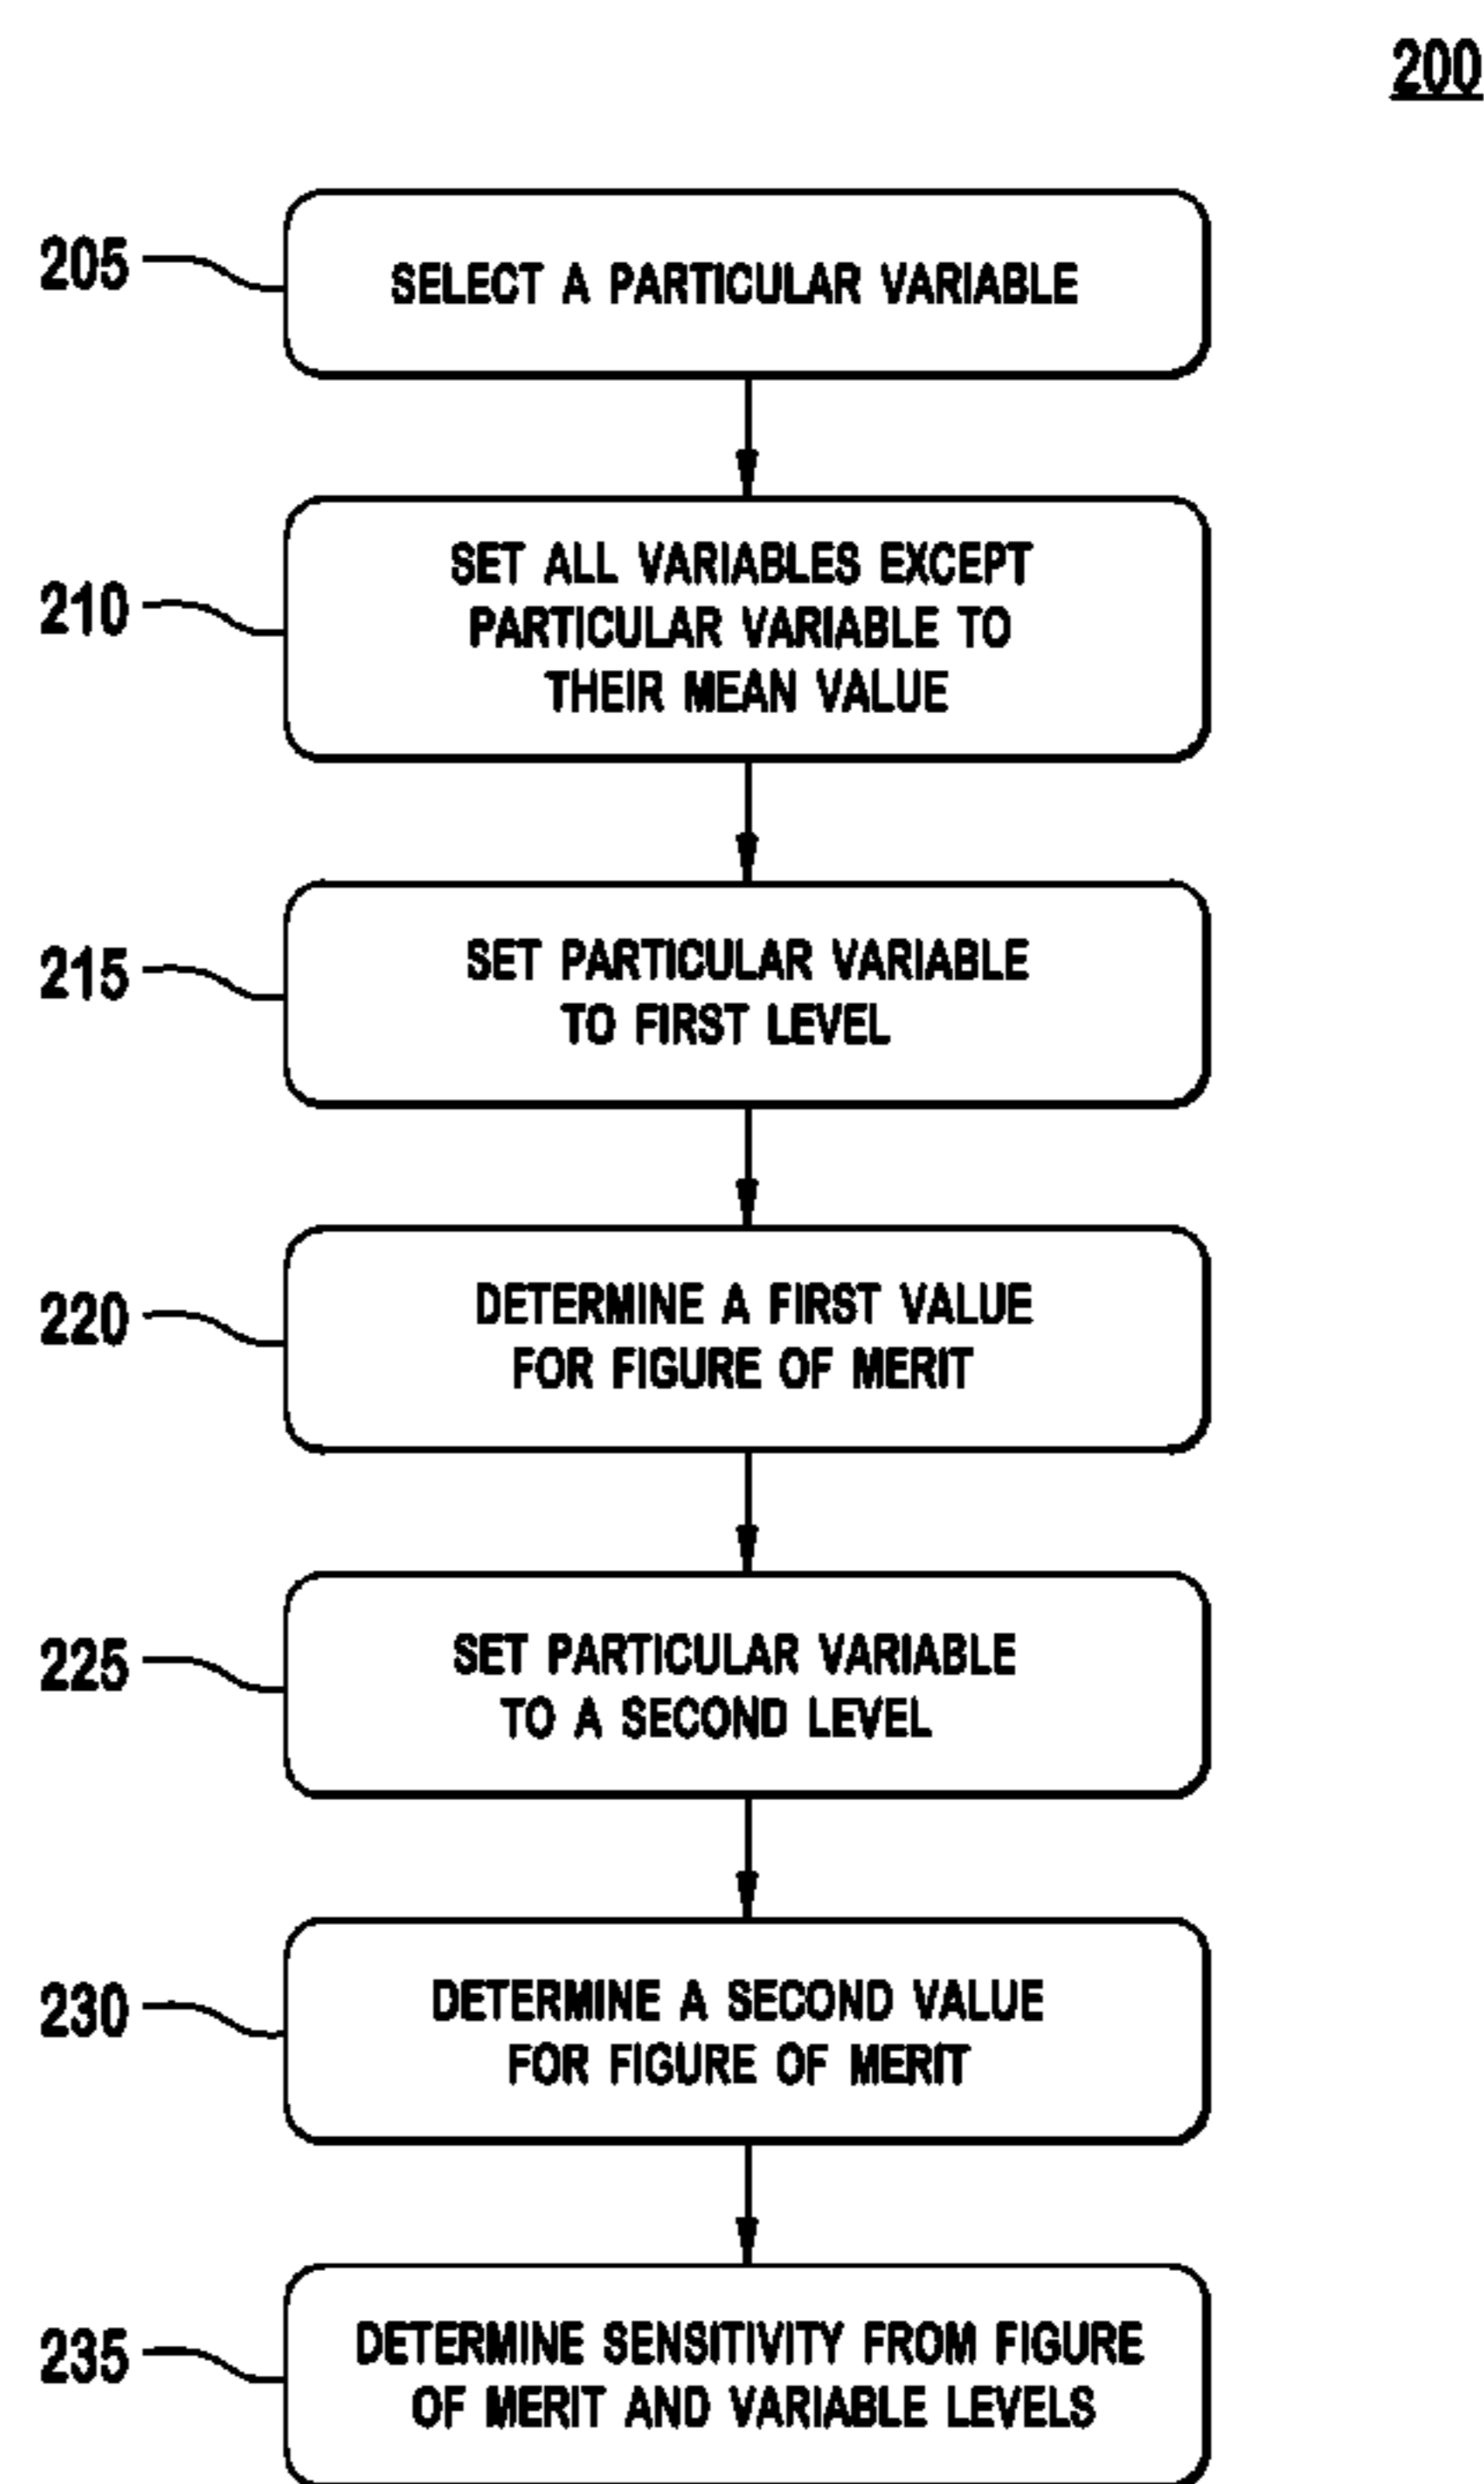 200
205
SELECT A PARTICULAR VARIABLE
210
SET ALL VARIABLES EXCEPT
PARTICULAR VARIABLE TO
THEIR MEAN VALUE
215
SET PARTICULAR VARIABLE
TO FIRST LEVEL
220
DETERMINE A FIRST VALUE
FOR FIGURE OF MERIT
225
SET PARTICULAR VARIABLE
TO A SECOND LEVEL
230
DETERMINE A SECOND VALUE
FOR FIGURE OF MERIT
235
DETERMINE SENSITIVITY FROM FIGURE
OF MERIT AND VARIABLE LEVELS